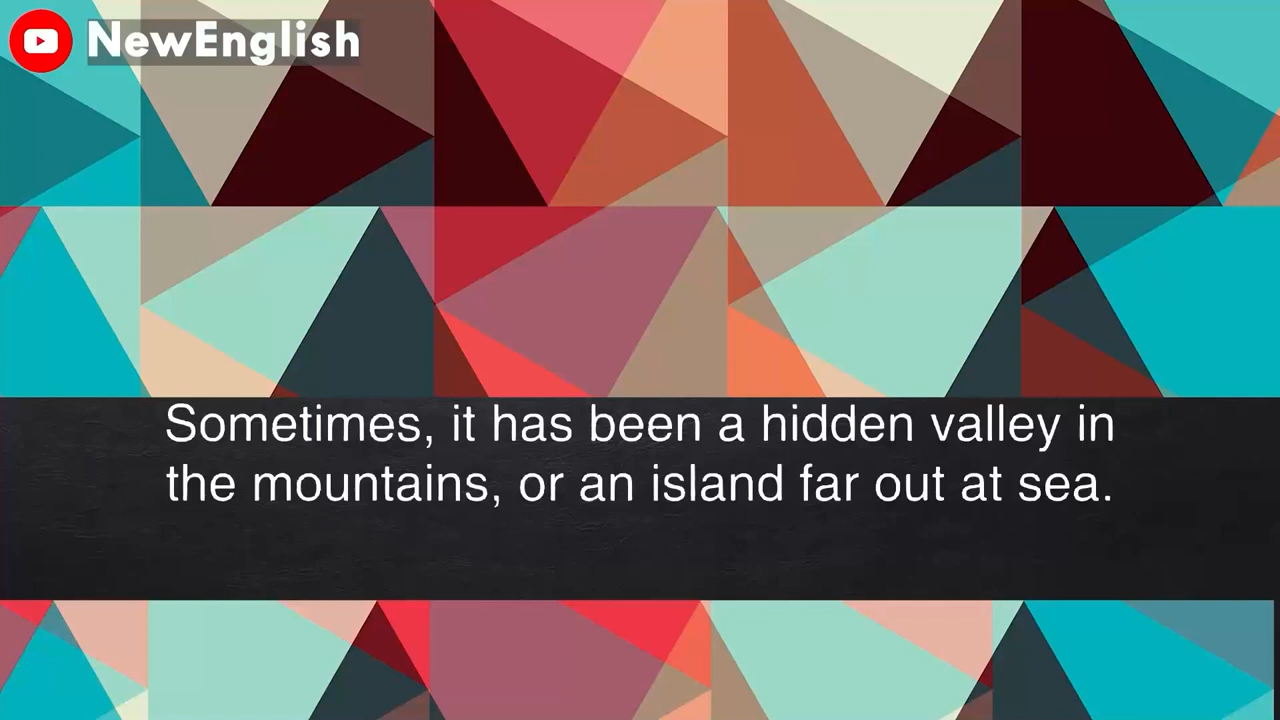 NewEnglish
Sometimes, it has been a hidden valley in
the mountains, or an island far out at sea.